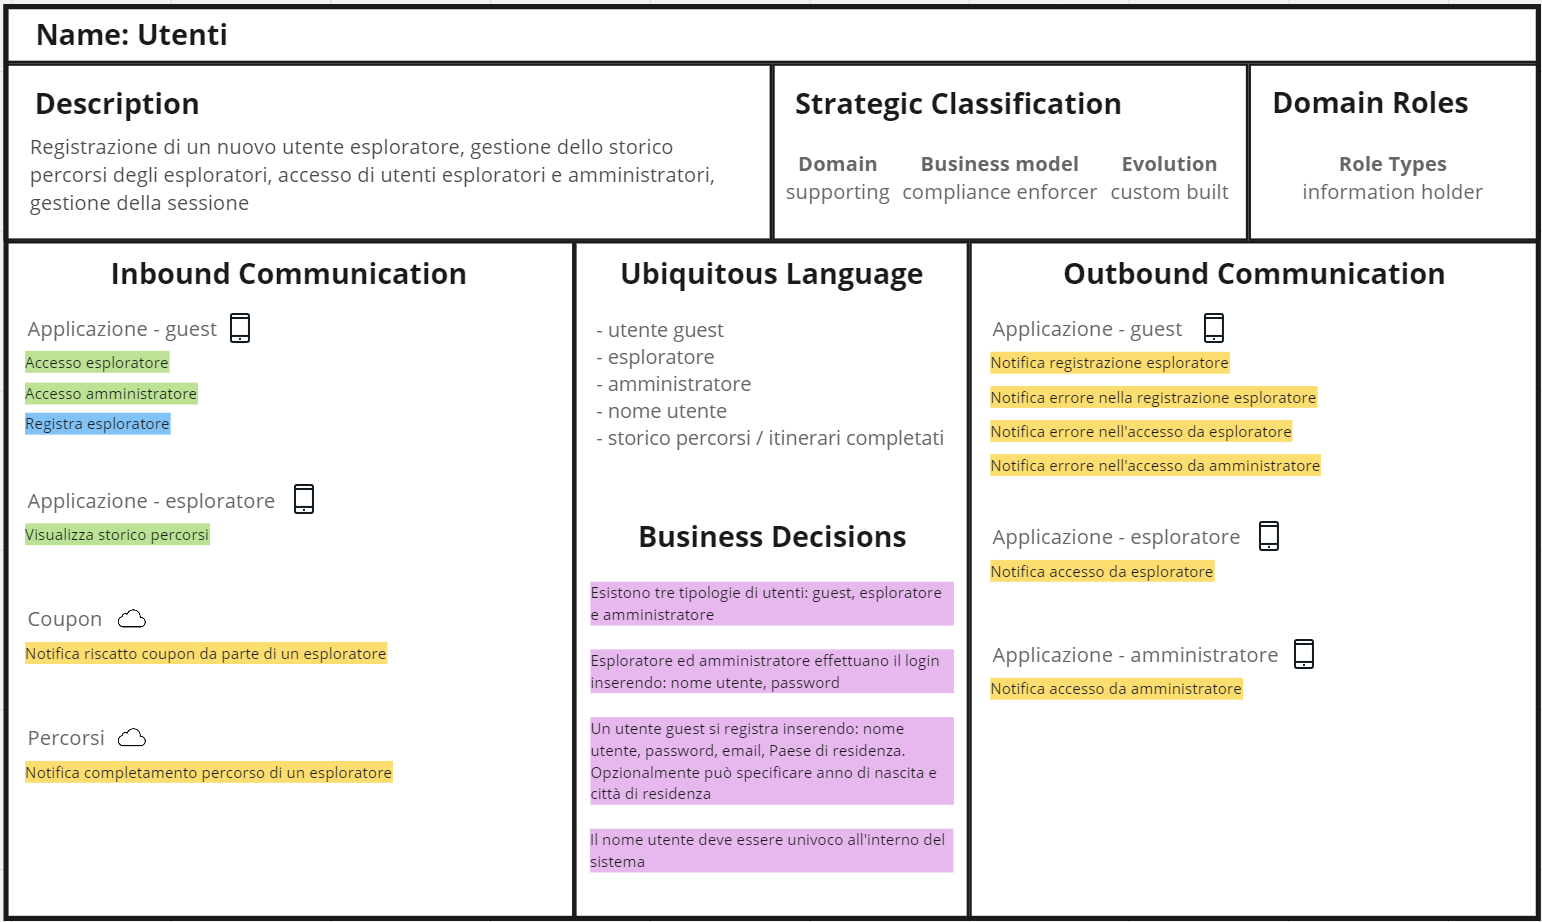 Name: Utenti
Description
Registrazione di un nuovo utente esploratore, gestione dello storico
percorsi degli esploratori, accesso di utenti esploratori e amministratori,
gestione della sessione
Strategic Classification
Domain
supporting
Business model
compliance enforcer
Evolution
custom built
Domain Roles
Role Types
information holder
Inbound Communication
Applicazione - guest
Accesso esploratore
Accesso amministratore
Registra esploratore
Applicazione - esploratore
Visualizza storico percorsi
Coupon
Notifica riscatto coupon da parte di un esploratore
Percorsi
Notifica completamento percorso di un esploratore
Ubiquitous Language
- utente guest
- esploratore
- amministratore
- nome utente
- storico percorsi / itinerari completati
Business Decisions
Esistono tre tipologie di utenti: guest, esploratore
e amministratore
Esploratore ed amministratore effettuano il login
inserendo: nome utente, password
Un utente guest si registra inserendo: nome
utente, password, email, Paese di residenza.
Opzionalmente può specificare anno di nascita e
città di residenza
Il nome utente deve essere univoco all'interno del
sistema
Outbound Communication
Applicazione - guest
Notifica registrazione esploratore
Notifica errore nella registrazione esploratore
Notifica errore nell'accesso da esploratore
Notifica errore nell'accesso da amministratore
Applicazione - esploratore
Notifica accesso da esploratore
Applicazione - amministratore
Notifica accesso da amministratore